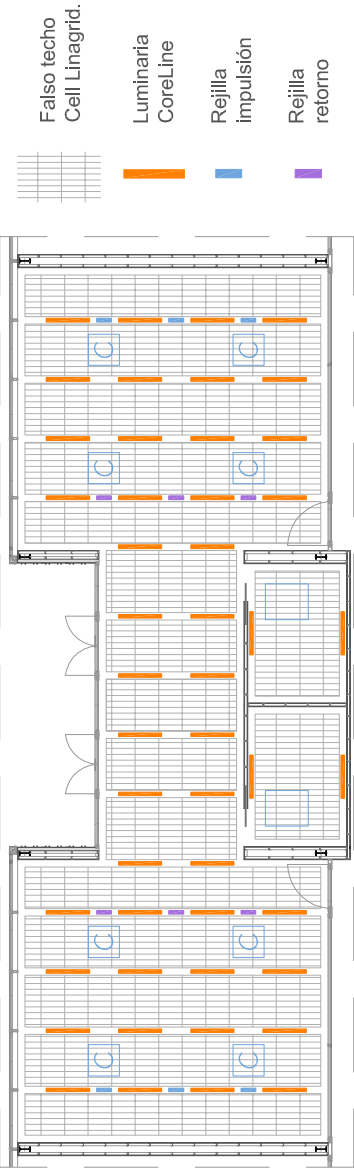 Falso techo
Cell Linagrid.
Luminaria
CoreLine
Rejilla
impulsión
Rejilla
retorno
C
C
C
C
C
C
C
C